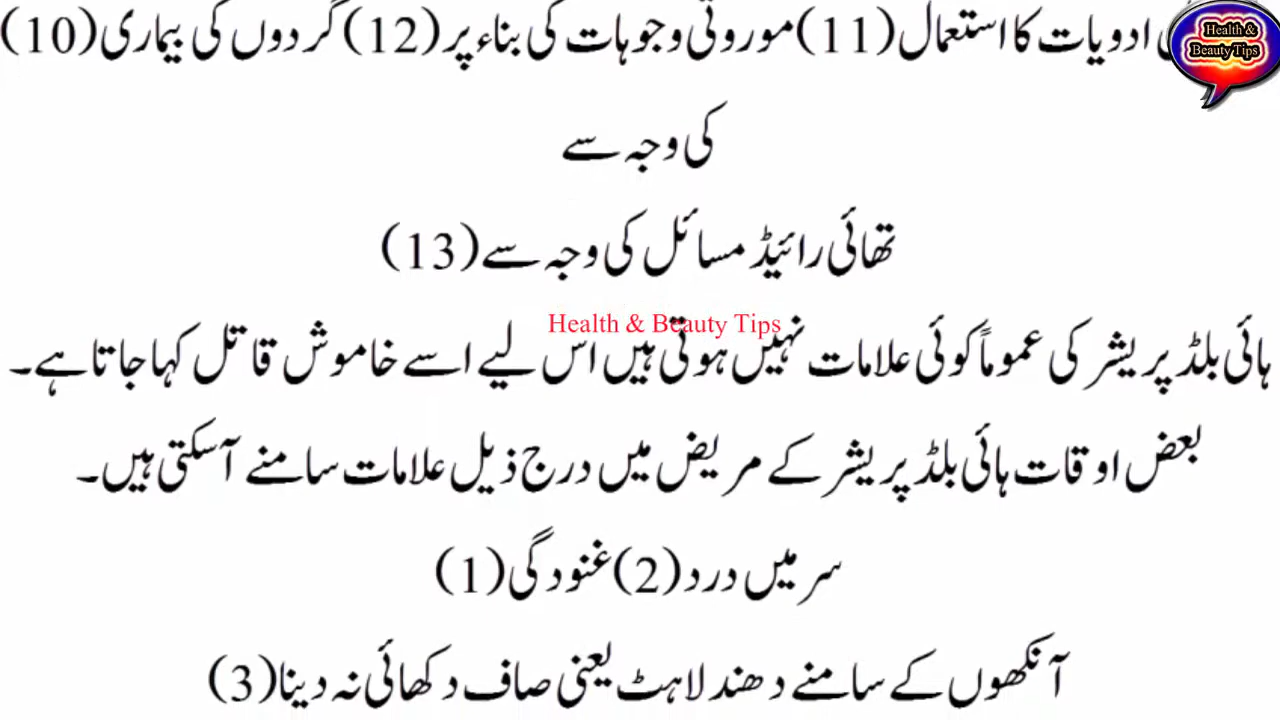 ادویات کا استعمال(11)موروثی وجوہات کی بناء پر(12)گردوں کی بیماری(10)
Health &
Beauty Tips
کی وجہ سے
تھائی رائیڈ مسائل کی وجہ سے(13)
Health & Beauty Tips
ہائی بلڈ پریشر کی عموماً کوئی علامات نہیں ہوتی ہیں اس لیے اسے خاموش قاتل کہا جاتا ہے۔
بعض اوقات ہائی بلڈ پریشر کے مریض میں درج ذیل علامات سامنے آسکتی ہیں۔
سر میں درد(2)غنودگی(1)
آنکھوں کے سامنے دھندلاہٹ یعنی صاف دکھائی نہ دینا(3)